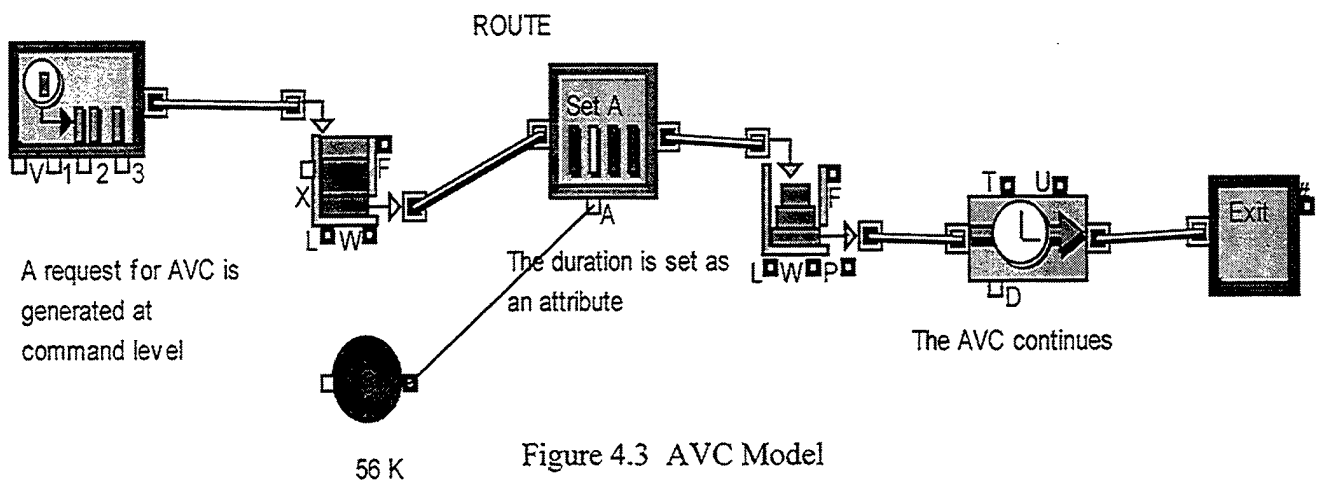 ROUTE
V 1 2 3
X F
L W
Set A
A
F
L W P
T U
D
Exit
#
A request for AVC is
generated at
command level
The duration is set as
an attribute
The AVC continues
56 K
Figure 4.3 AVC Model